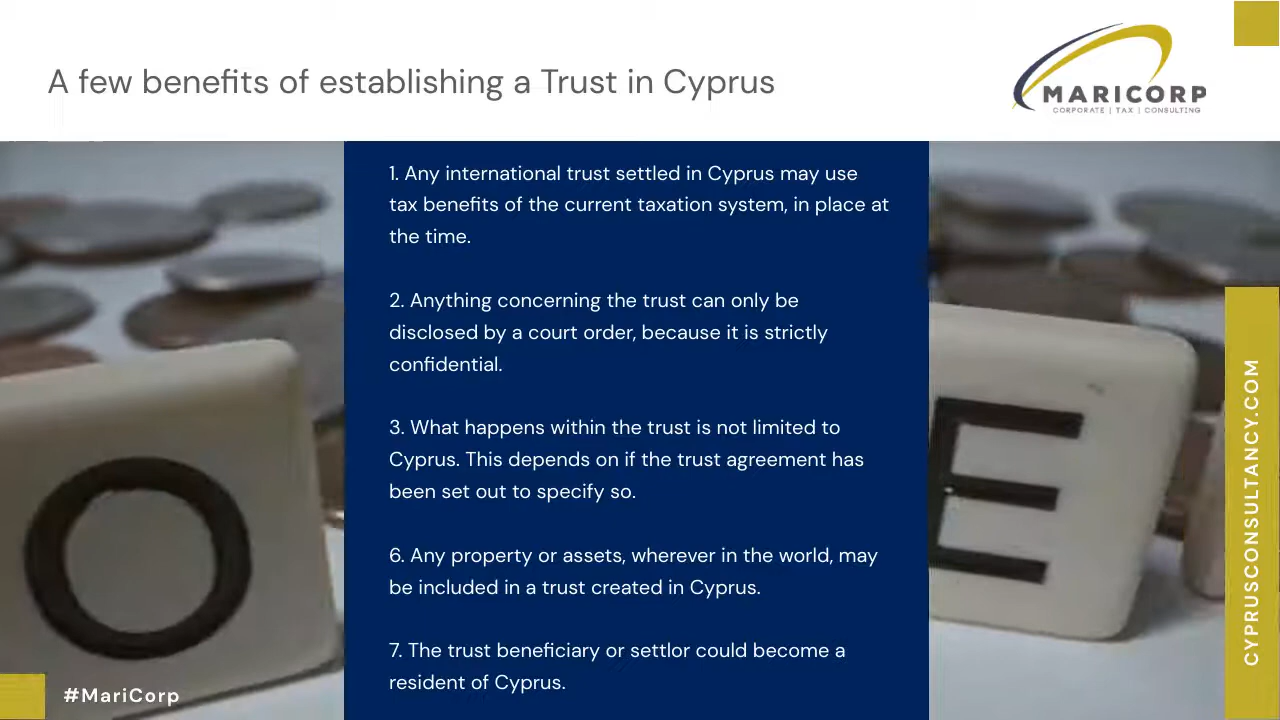 A few benefits of establishing a Trust in Cyprus
MARICORP
CORPORATE | TAX | CONSULTING
1. Any international trust settled in Cyprus may use
tax benefits of the current taxation system, in place at
the time.
2. Anything concerning the trust can only be
disclosed by a court order, because it is strictly
confidential.
3. What happens within the trust is not limited to
Cyprus. This depends on if the trust agreement has
been set out to specify so.
6. Any property or assets, wherever in the world, may
be included in a trust created in Cyprus.
7. The trust beneficiary or settlor could become a
resident of Cyprus.
O
E
CYPRUSCONSULTANCY.COM
#MariCorp